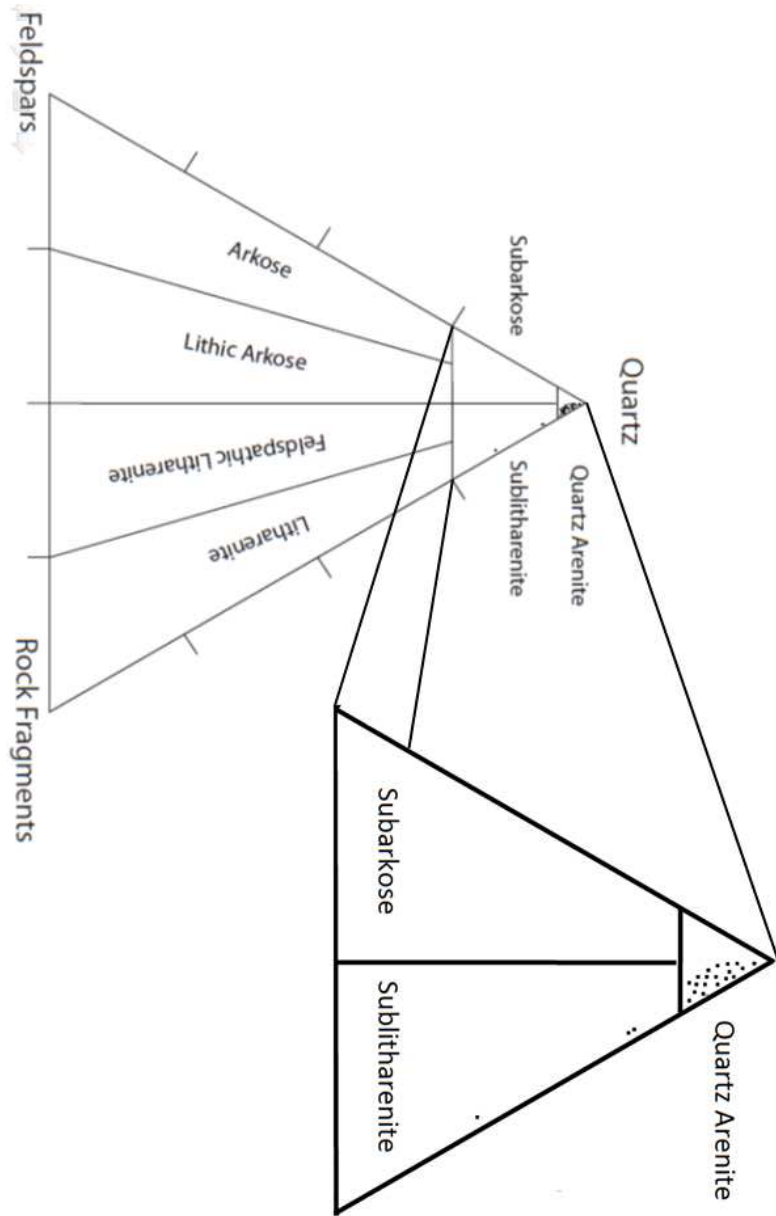 Quartz
Quartz Arenite
Subarkose
Sublitharenite
Arkose
Lithic Arkose
Feldspathic Litharenite
Litharenite
Feldspars
Rock Fragments
Quartz Arenite
Subarkose
Sublitharenite